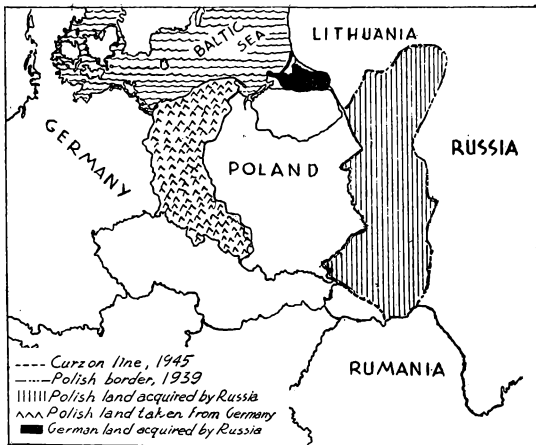 LITHUANIA
BALTIC
SEA
GERMANY
POLAND
RUSSIA
RUMANIA
---- Curzon line, 1945
—··— Polish border, 1939
Polish land acquired by Russia
Polish land taken from Germany
German land acquired by Russia